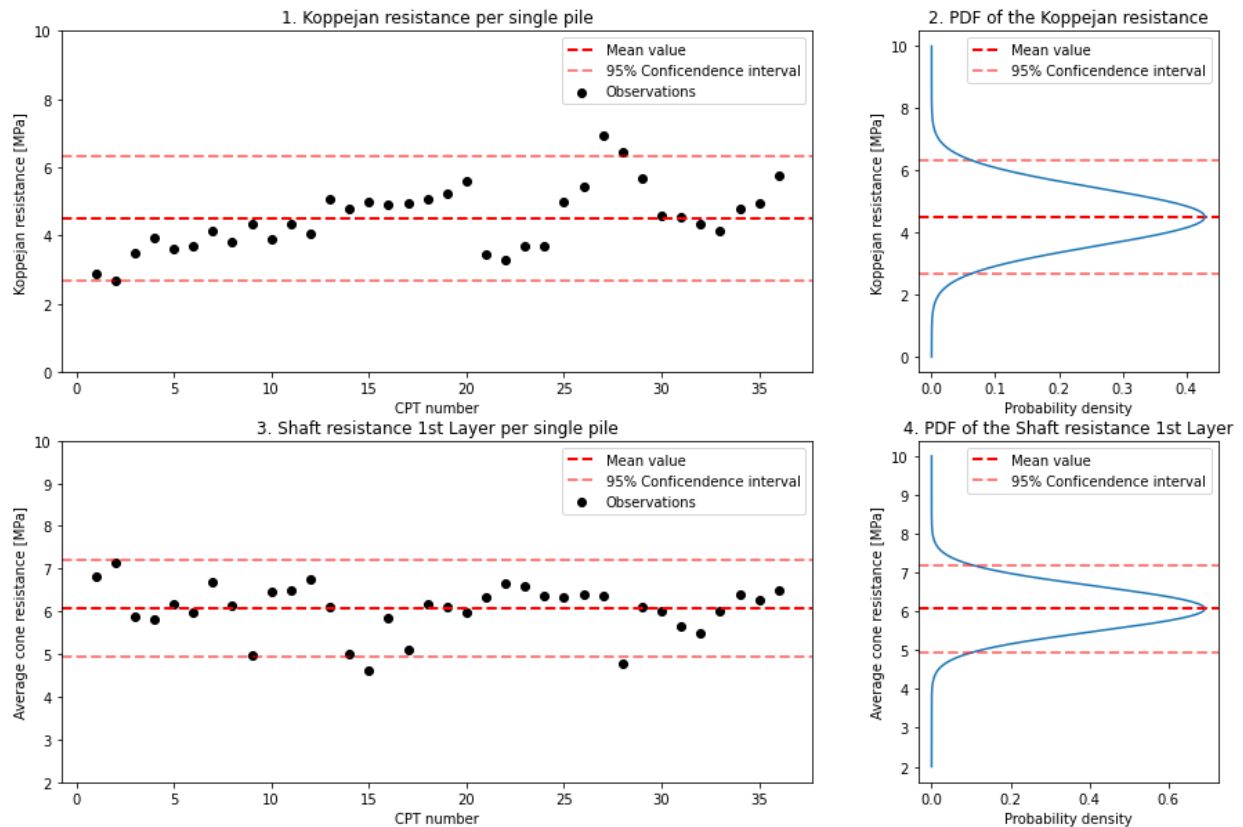 1. Koppejan resistance per single pile
Koppejan resistance [MPa]
10
8
6
4
2
0
Mean value
95% Conficendence interval
Observations
0 5 10 15 20 25 30 35
CPT number
2. PDF of the Koppejan resistance
Koppejan resistance [MPa]
10
8
6
4
2
0
Mean value
95% Conficendence interval
0.0 0.1 0.2 0.3 0.4
Probability density
3. Shaft resistance 1st Layer per single pile
Average cone resistance [MPa]
10
9
8
7
6
5
4
3
2
Mean value
95% Conficendence interval
Observations
0 5 10 15 20 25 30 35
CPT number
4. PDF of the Shaft resistance 1st Layer
Average cone resistance [MPa]
10
9
8
7
6
5
4
3
2
Mean value
95% Conficendence interval
0.0 0.2 0.4 0.6
Probability density